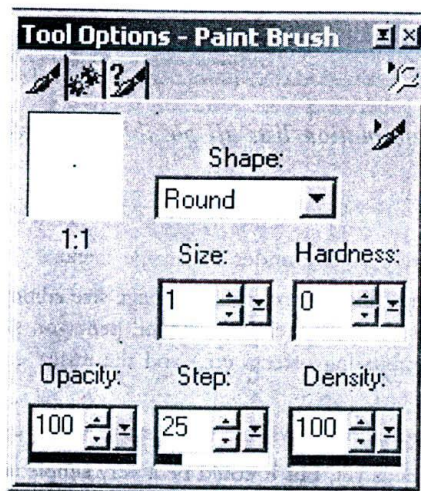 Tool Options - Paint Brush
?
Shape:
Round
1:1
Size: Hardness:
1 0
Opacity: Step: Density:
100 25 100